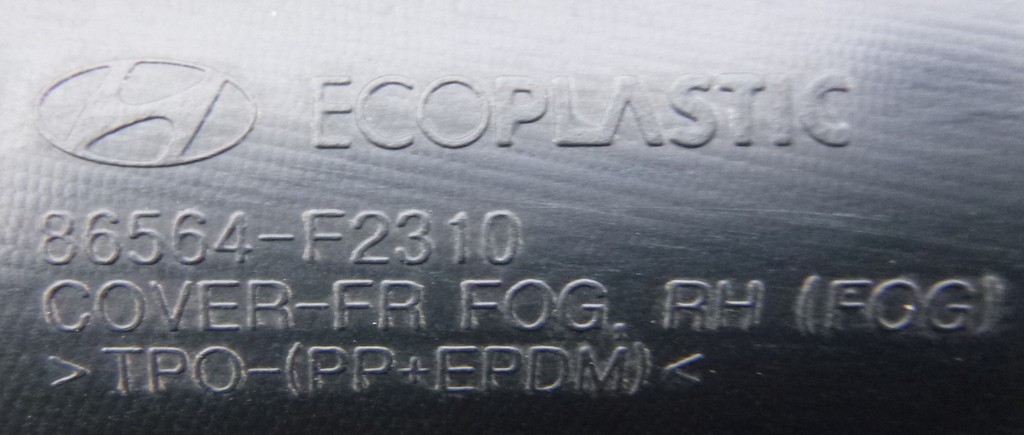 ECOPLASTIC
86564-F2310
COVER-FR FOG, RH (FOG)
>TPO-(PP+EPDM)<